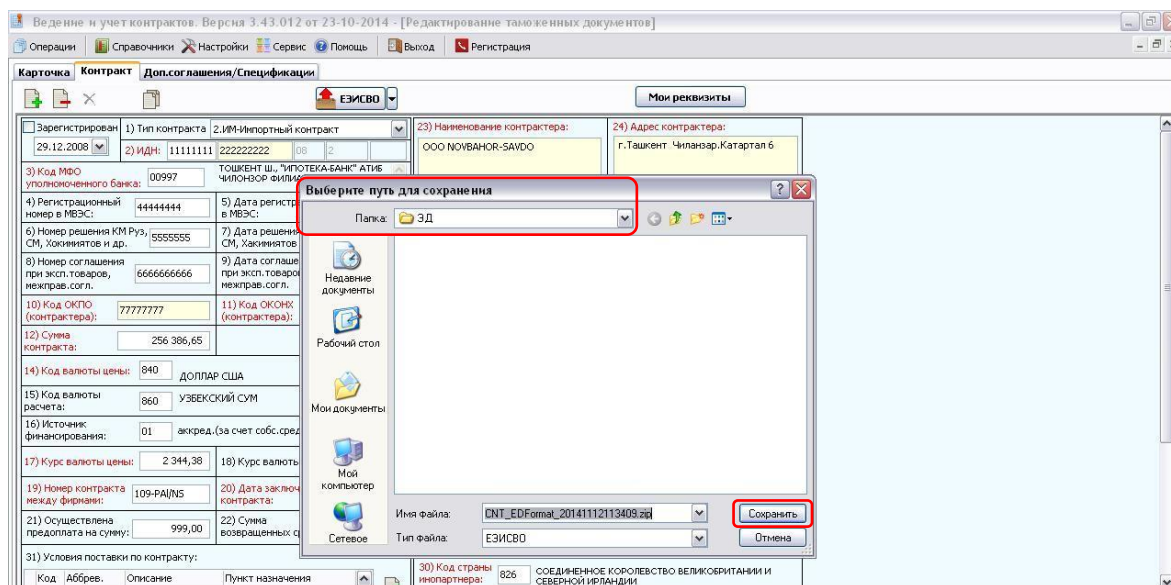 Ведение и учет контрактов. Версия 3.43.012 от 23-10-2014 - [Редактирование таможенных документов]
Операции Справочники Настройки Сервис Помощь Выход Регистрация
Карточка Контракт Доп.соглашения/Спецификации
ЕЭИСВО Мои реквизиты
Зарегистрирован 1) Тип контракта 2.ИМ-Импортный контракт
29.12.2008 2) ИДН: 11111111 222222222 08 2
23) Наименование контрактера:
ООО NOVBAHOR-SAVDO
24) Адрес контрактера:
г.Ташкент Чиланзар.Катартал 6
3) Код МФО
уполномоченного банка: 00997
ТОШКЕНТ Ш., "ИПОТЕКА-БАНК" АТИБ
ЧИЛОНЗОР ФИЛИА
4) Регистрационный
номер в МВЭС: 44444444
5) Дата регистр
в МВЭС:
6) Номер решения КМ Руз,
СМ, Хокимиятов и др. 5555555
7) Дата решения
СМ, Хакимиятов
8) Номер соглашения
при эксп.товаров,
межправ.согл. 6666666666
9) Дата соглаше
при эксп.товаро
межправ.согл.
10) Код ОКПО
(контрактера): 77777777
11) Код ОКОНХ
(контрактера):
12) Сумма
контракта: 256 386,65
14) Код валюты цены: 840 ДОЛЛАР США
15) Код валюты
расчета: 860 УЗБЕКСКИЙ СУМ
16) Источник
финансирования: 01 аккред.(за счет собс.сред
17) Курс валюты цены: 2 344,38 18) Курс валюты
19) Номер контракта
между фирмами: 109-PAI/NS
20) Дата заключ
контракта:
21) Осуществлена
предоплата на сумму: 999,00
22) Сумма
возвращенных с
31) Условия поставки по контракту:
Код Аббрев. Описание Пункт назначения
30) Код страны
инопартнера: 826
СОЕДИНЕННОЕ КОРОЛЕВСТВО ВЕЛИКОБРИТАНИИ И
СЕВЕРНОЙ ИРЛАНДИИ
Выберите путь для сохранения
Папка: ЭД
Недавние
документы
Рабочий стол
Мои документы
Мой
компьютер
Сетевое
Имя файла: CNT_EDFormat_20141112113409.zip Сохранить
Тип файла: ЕЭИСВО Отмена